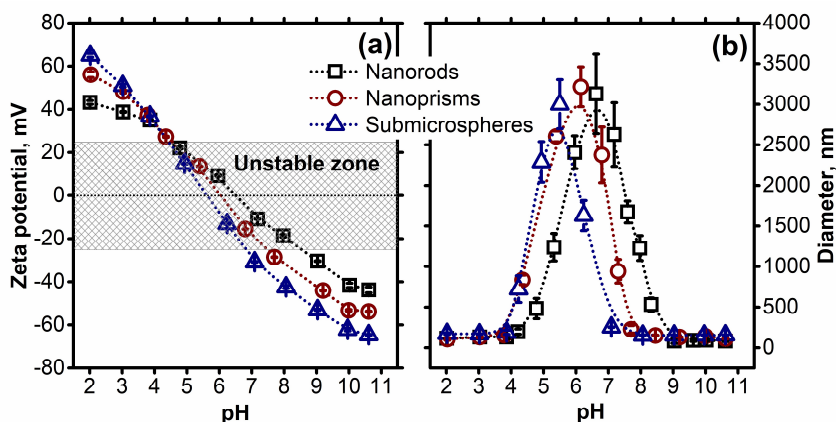 (a)
(b)
Nanorods
Nanoprisms
Submicrospheres
Unstable zone
Zeta potential, mV
80
60
40
20
0
-20
-40
-60
-80
2 3 4 5 6 7 8 9 10 11
pH
2 3 4 5 6 7 8 9 10 11
pH
4000
3500
3000
2500
2000
1500
1000
500
0
Diameter, nm